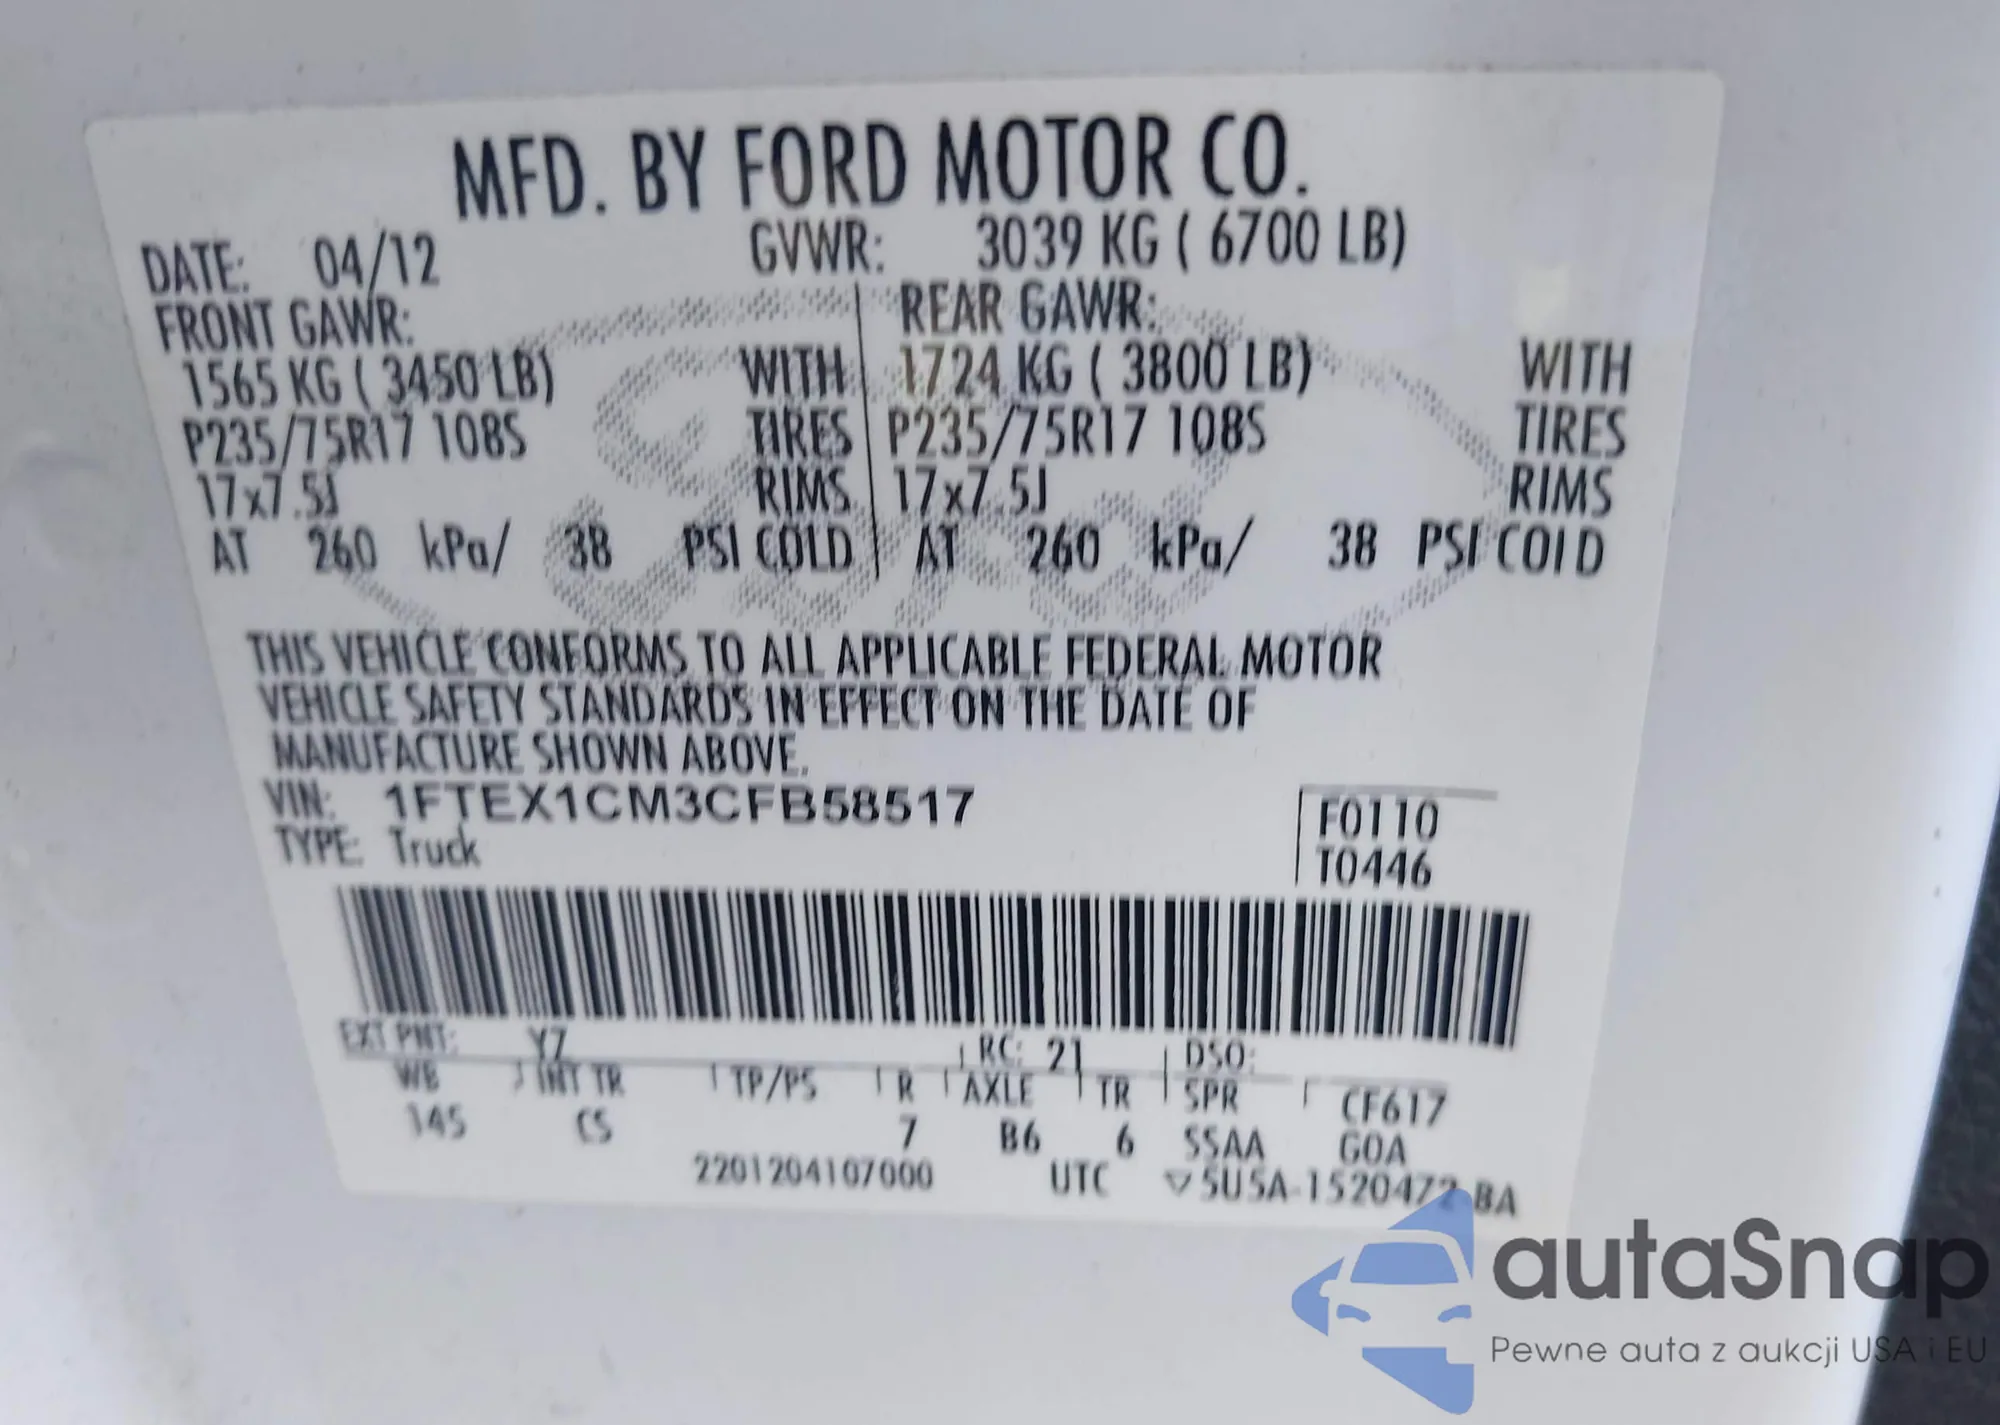 MFD. BY FORD MOTOR CO.
DATE: 04/12 GVWR: 3039 KG ( 6700 LB)
FRONT GAWR: REAR GAWR:
1565 KG ( 3450 LB) WITH 1724 KG ( 3800 LB) WITH
P235/75R17 108S TIRES P235/75R17 108S TIRES
17x7.5J RIMS 17x7.5J RIMS
AT 260 kPa/ 38 PSI COLD AT 260 kPa/ 38 PSI COLD
THIS VEHICLE CONFORMS TO ALL APPLICABLE FEDERAL MOTOR
VEHICLE SAFETY STANDARDS IN EFFECT ON THE DATE OF
MANUFACTURE SHOWN ABOVE.
VIN: 1FTEX1CM3CFB58517 F0110
TYPE: Truck T0446
EXT PNT: YZ RC: 21 DSO:
WB INT TR TP/PS R AXLE TR SPR CF617
145 CS 7 B6 6 SSAA GOA
2201204107000 UTC ▽5U5A-1520472-BA
autaSnap
Pewne auta z aukcji USA i EU